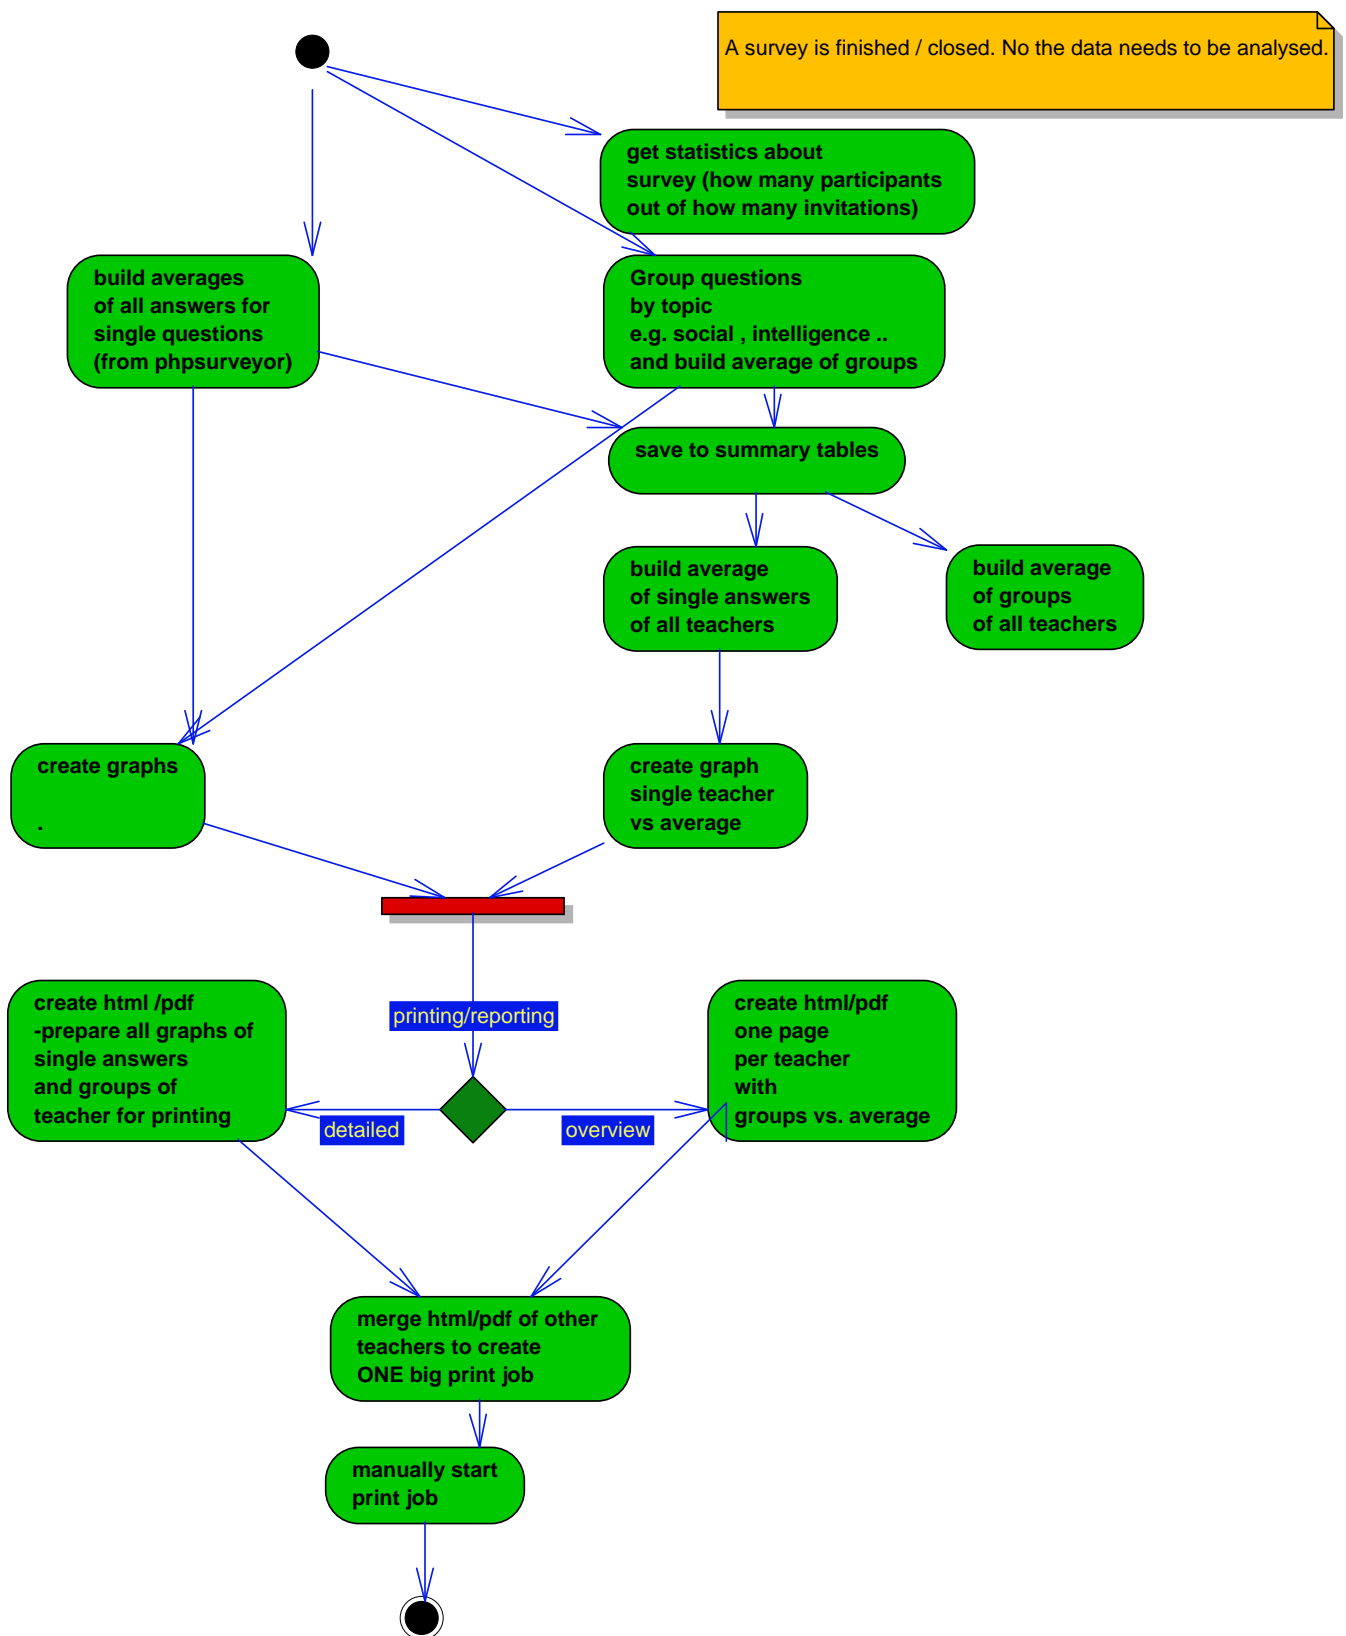 A survey is finished / closed. No the data needs to be analysed.
get statistics about
survey (how many participants
out of how many invitations)
build averages
of all answers for
single questions
(from phpsurveyor)
Group questions
by topic
e.g. social , intelligence ..
and build average of groups
save to summary tables
build average
of single answers
of all teachers
build average
of groups
of all teachers
create graphs
.
create graph
single teacher
vs average
create html /pdf
-prepare all graphs of
single answers
and groups of
teacher for printing
printing/reporting
create html/pdf
one page
per teacher
with
groups vs. average
detailed
overview
merge html/pdf of other
teachers to create
ONE big print job
manually start
print job